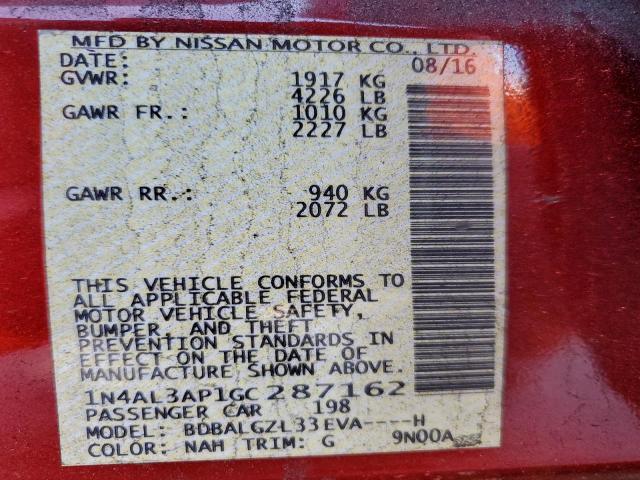 MFD BY NISSAN MOTOR CO., LTD.
DATE: 08/16
GVWR: 1917 KG
4226 LB
GAWR FR.: 1010 KG
2227 LB
GAWR RR.: 940 KG
2072 LB
THIS VEHICLE CONFORMS TO
ALL APPLICABLE FEDERAL
MOTOR VEHICLE SAFETY,
BUMPER, AND THEFT
PREVENTION STANDARDS IN
EFFECT ON THE DATE OF
MANUFACTURE SHOWN ABOVE.
1N4AL3AP1GC287162
PASSENGER CAR 198
MODEL: BDBALGZ-L33EVA----H
COLOR: NAH TRIM: G 9N00A